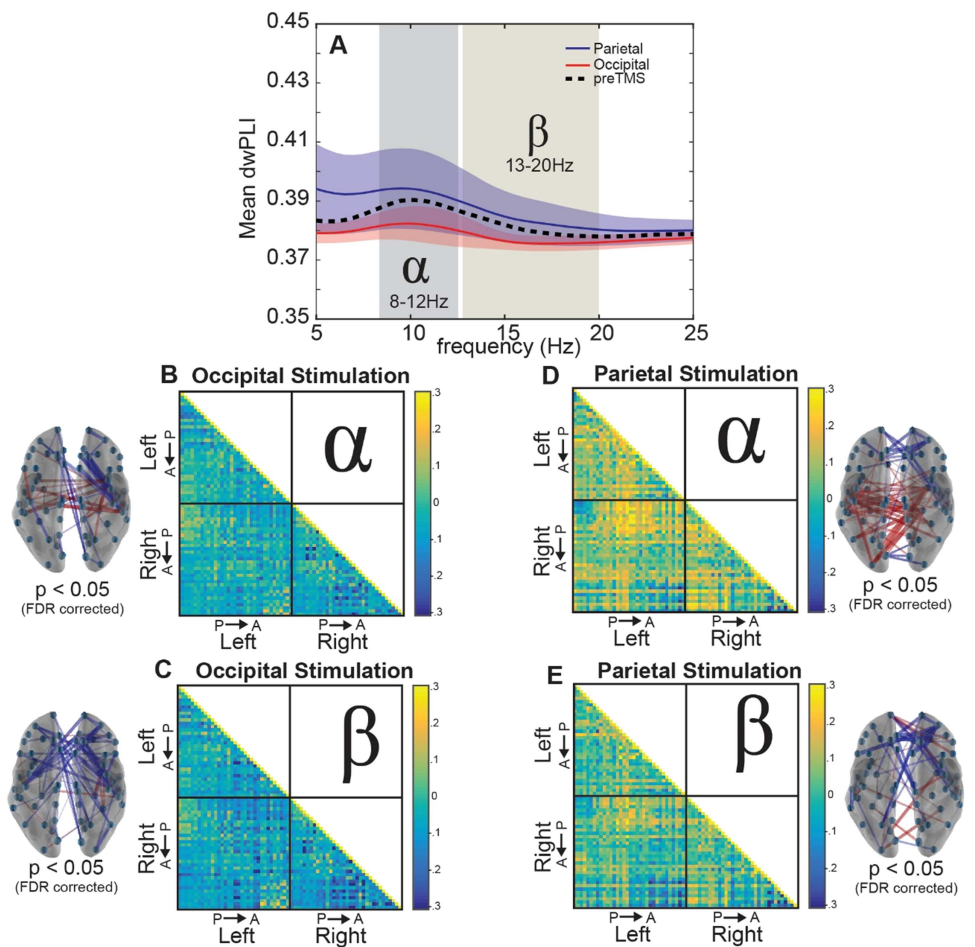 A
0.45
0.43
0.41
0.39
0.37
0.35
Mean dwPLI
Parietal
Occipital
preTMS
β
13-20Hz
α
8-12Hz
5
10
15
20
25
frequency (Hz)
B
Occipital Stimulation
α
Left
A → P
Right
A → P
P → A
Left
P → A
Right
.3
.2
.1
0
.1
.2
.3
p < 0.05
(FDR corrected)
D
Parietal Stimulation
α
Left
A → P
Right
A → P
P → A
Left
P → A
Right
.3
.2
.1
0
.1
.2
.3
p < 0.05
(FDR corrected)
C
Occipital Stimulation
β
Left
A → P
Right
A → P
P → A
Left
P → A
Right
.3
.2
.1
0
.1
.2
.3
p < 0.05
(FDR corrected)
E
Parietal Stimulation
β
Left
A → P
Right
A → P
P → A
Left
P → A
Right
.3
.2
.1
0
.1
.2
.3
p < 0.05
(FDR corrected)